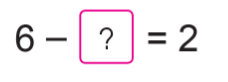 6 − ? = 2